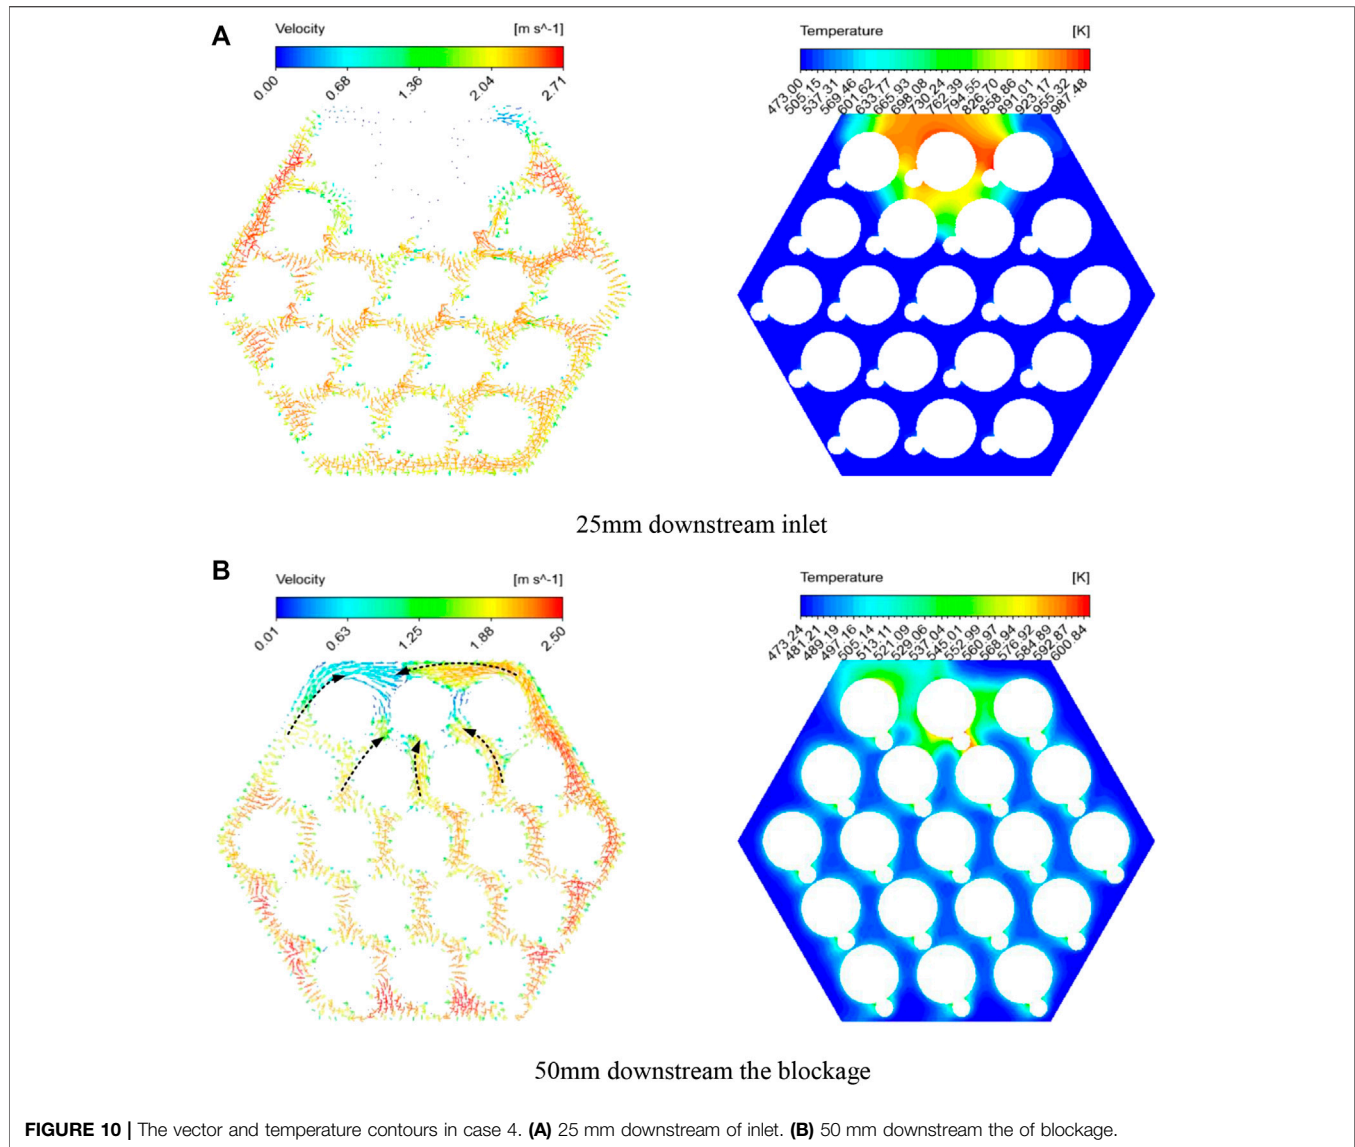 A
Velocity [m s^-1]
0.00 0.68 1.36 2.04 2.71
Temperature [K]
473.00 505.15 537.31 569.46 601.62 633.77 665.93 698.08 730.24 762.39 794.55 826.70 858.86 891.01 923.17 955.32 987.48
25mm downstream inlet
B
Velocity [m s^-1]
0.01 0.63 1.25 1.88 2.50
Temperature [K]
473.24 481.21 489.19 497.16 505.14 513.11 521.09 529.06 537.04 545.01 552.99 560.97 568.94 576.92 584.89 592.87 600.84
50mm downstream the blockage
FIGURE 10 | The vector and temperature contours in case 4. (A) 25 mm downstream of inlet. (B) 50 mm downstream the of blockage.